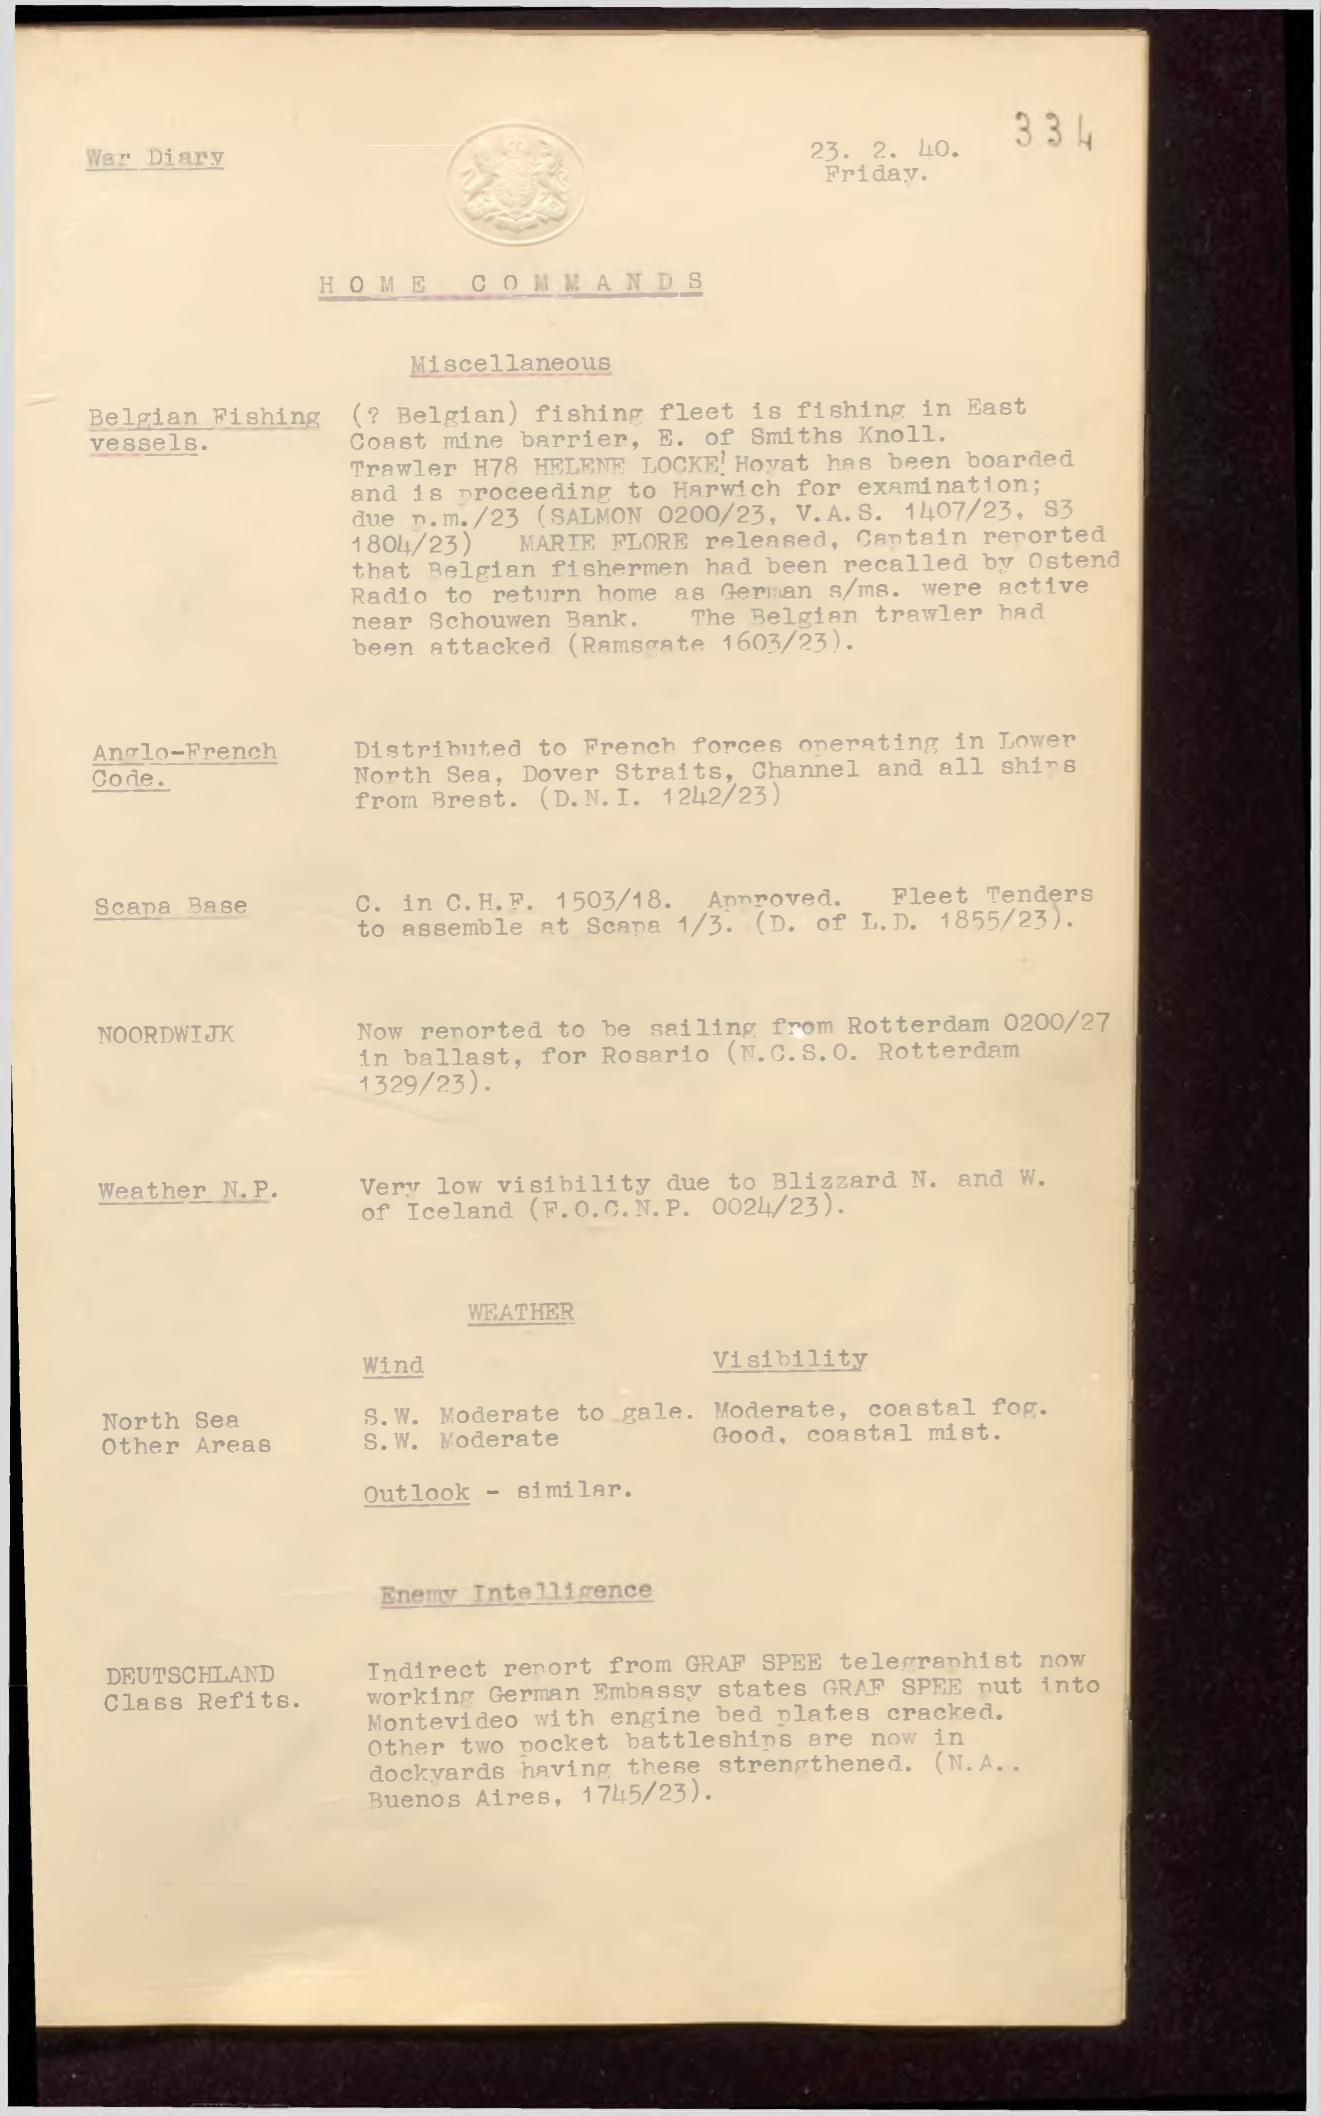 334
War Diary
23. 2. 40.
Friday.
HOME COMMANDS
Miscellaneous
Belgian Fishing
vessels.
(? Belgian) fishing fleet is fishing in East
Coast mine barrier, E. of Smiths Knoll.
Trawler H78 HELENE LOCKE! Hoyat has been boarded
and is proceeding to Harwich for examination;
due p.m./23 (SALMON 0200/23, V.A.S. 1407/23, S3
1804/23) MARIE FLORE released, Captain reported
that Belgian fishermen had been recalled by Ostend
Radio to return home as German s/ms. were active
near Schouwen Bank. The Belgian trawler had
been attacked (Ramsgate 1603/23).
Anglo-French
Code.
Distributed to French forces operating in Lower
North Sea, Dover Straits, Channel and all ships
from Brest. (D.N.I. 1242/23)
Scapa Base
C. in C.H.F. 1503/18. Approved. Fleet Tenders
to assemble at Scapa 1/3. (D. of L.D. 1855/23).
NOORDWIJK
Now reported to be sailing from Rotterdam 0200/27
in ballast, for Rosario (N.C.S.O. Rotterdam
1329/23).
Weather N.P.
Very low visibility due to Blizzard N. and W.
of Iceland (F.O.C.N.P. 0024/23).
WEATHER
Wind Visibility
North Sea S.W. Moderate to gale. Moderate, coastal fog.
Other Areas S.W. Moderate Good, coastal mist.
Outlook - similar.
Enemy Intelligence
DEUTSCHLAND
Class Refits.
Indirect report from GRAF SPEE telegraphist now
working German Embassy states GRAF SPEE put into
Montevideo with engine bed plates cracked.
Other two pocket battleships are now in
dockyards having these strengthened. (N.A..
Buenos Aires, 1745/23).